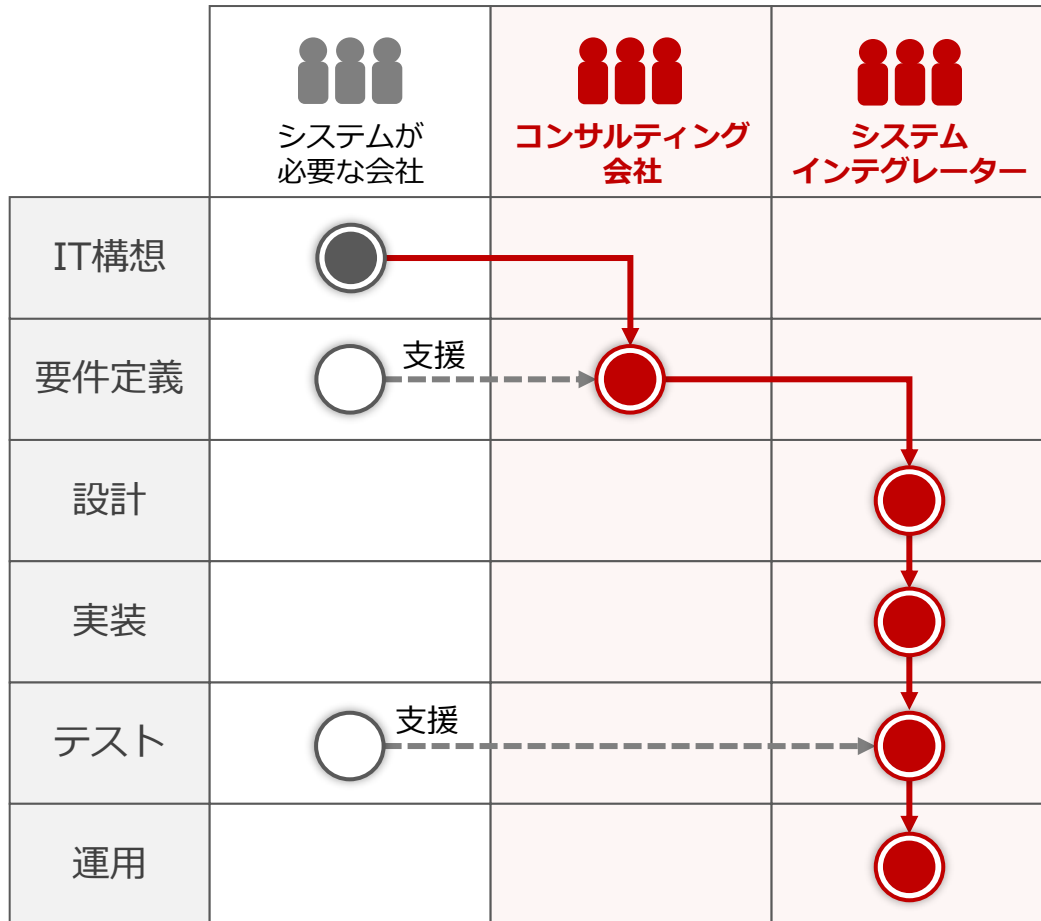 システムが
必要な会社
コンサルティング
会社
システム
インテグレーター
IT構想
要件定義
支援
設計
実装
テスト
支援
運用